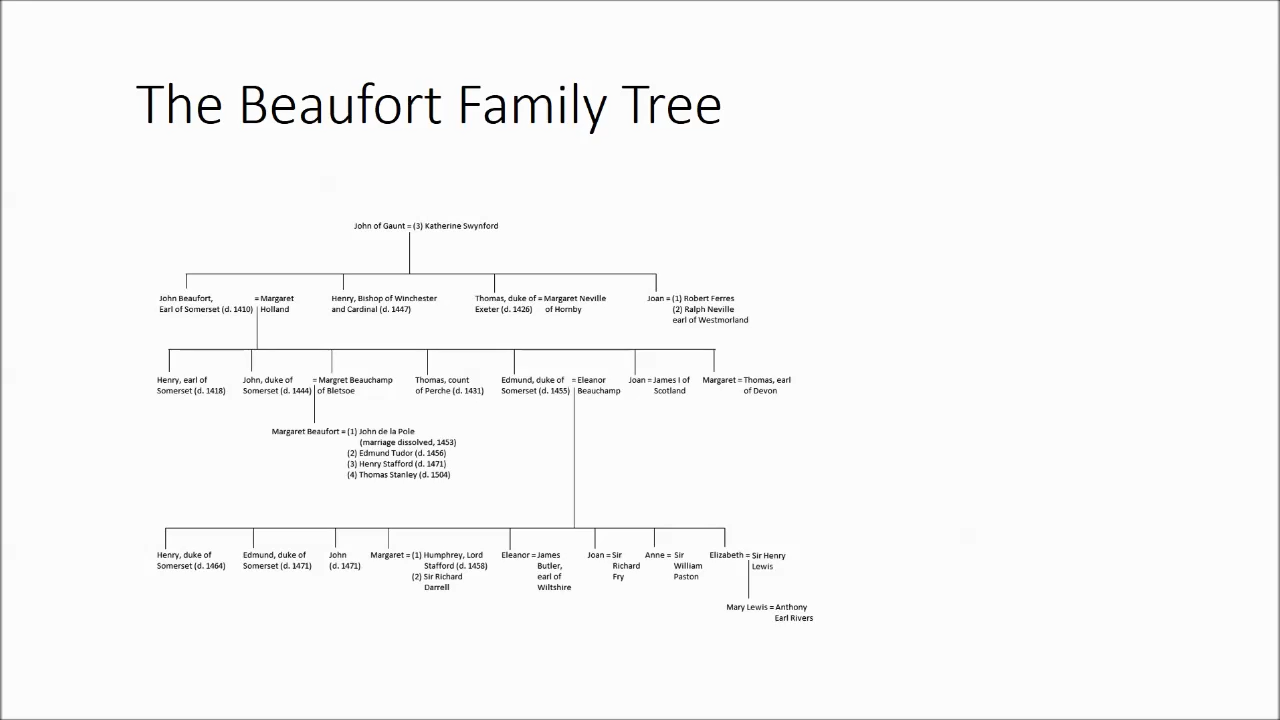 The Beaufort Family Tree
John of Gaunt = (3) Katherine Swynford
John Beaufort, = Margaret
Earl of Somerset (d. 1410) Holland
Henry, Bishop of Winchester
and Cardinal (d. 1447)
Thomas, duke of = Margaret Neville
Exeter (d. 1426) of Hornby
Joan = (1) Robert Ferres
(2) Ralph Neville
earl of Westmorland
Henry, earl of
Somerset (d. 1418)
John, duke of = Margret Beauchamp
Somerset (d. 1444) of Bletsoe
Thomas, count
of Perche (d. 1431)
Edmund, duke of = Eleanor
Somerset (d. 1455) Beauchamp
Joan = James I of
Scotland
Margaret = Thomas, earl
of Devon
Margaret Beaufort = (1) John de la Pole
(marriage dissolved, 1453)
(2) Edmund Tudor (d. 1456)
(3) Henry Stafford (d. 1471)
(4) Thomas Stanley (d. 1504)
Henry, duke of
Somerset (d. 1464)
Edmund, duke of
Somerset (d. 1471)
John
(d. 1471)
Margaret = (1) Humphrey, Lord
Stafford (d. 1458)
(2) Sir Richard
Darrell
Eleanor = James
Butler,
earl of
Wiltshire
Joan = Sir
Richard
Fry
Anne = Sir
William
Paston
Elizabeth = Sir Henry
Lewis
Mary Lewis = Anthony
Earl Rivers